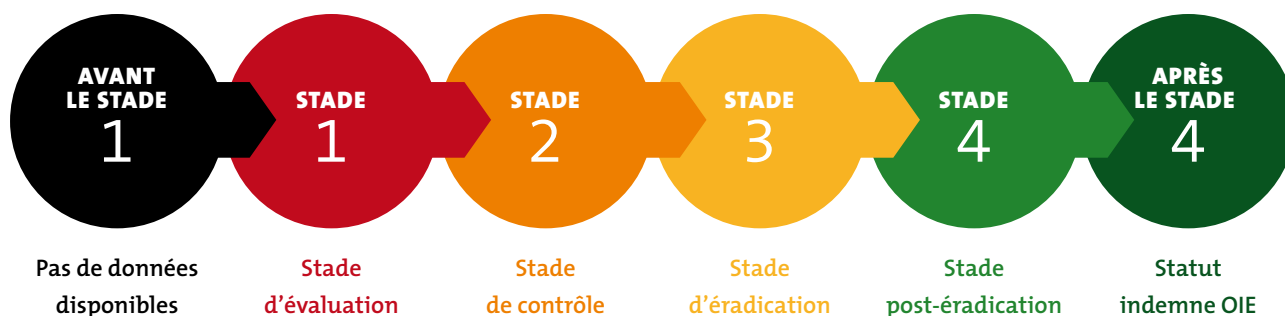 AVANT
LE STADE
1
STADE
1
STADE
2
STADE
3
STADE
4
APRÈS
LE STADE
4
Pas de données
disponibles
Stade
d'évaluation
Stade
de contrôle
Stade
d'éradication
Stade
post-éradication
Statut
indemne OIE